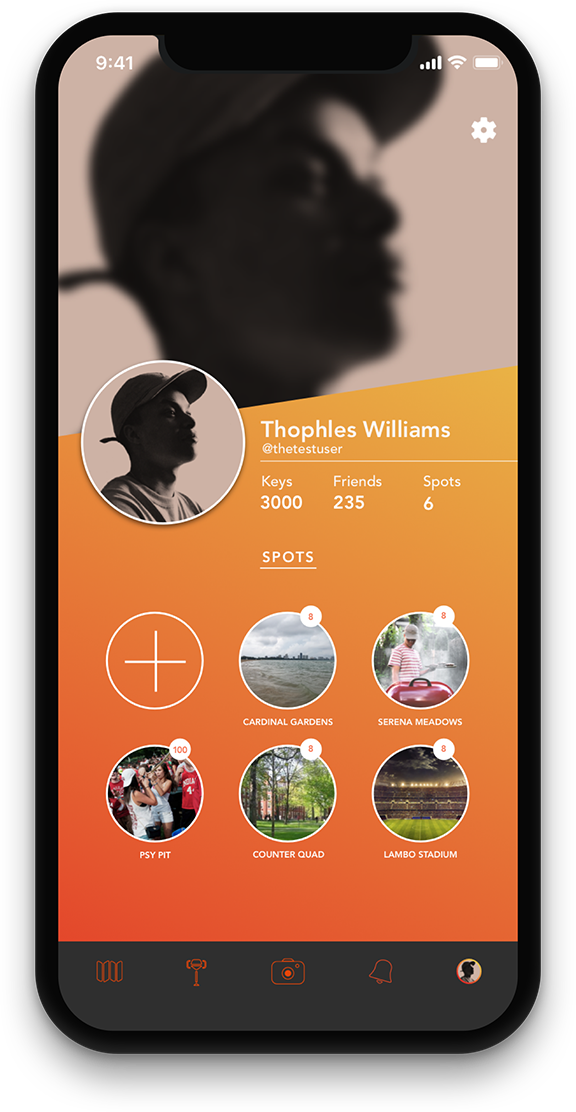 9:41
Thophles Williams
@thetestuser
Keys Friends Spots
3000 235 6
SPOTS
8 8
CARDINAL GARDENS SERENA MEADOWS
100 8 8
PSY PIT COUNTER QUAD LAMBO STADIUM